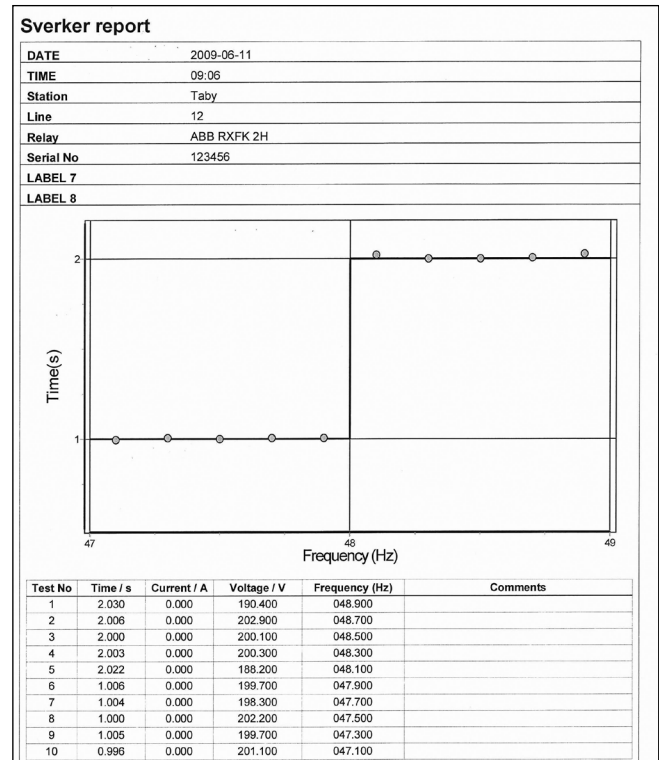 Sverker report
DATE 2009-06-11
TIME 09:06
Station Taby
Line 12
Relay ABB RXFK 2H
Serial No 123456
LABEL 7
LABEL 8
2
Time(s)
1
47 48 49
Frequency (Hz)
Test No Time / s Current / A Voltage / V Frequency (Hz) Comments
1 2.030 0.000 190.400 048.900
2 2.006 0.000 202.900 048.700
3 2.000 0.000 200.100 048.500
4 2.003 0.000 200.300 048.300
5 2.022 0.000 188.200 048.100
6 1.006 0.000 199.700 047.900
7 1.004 0.000 198.300 047.700
8 1.000 0.000 202.200 047.500
9 1.005 0.000 199.700 047.300
10 0.996 0.000 201.100 047.100